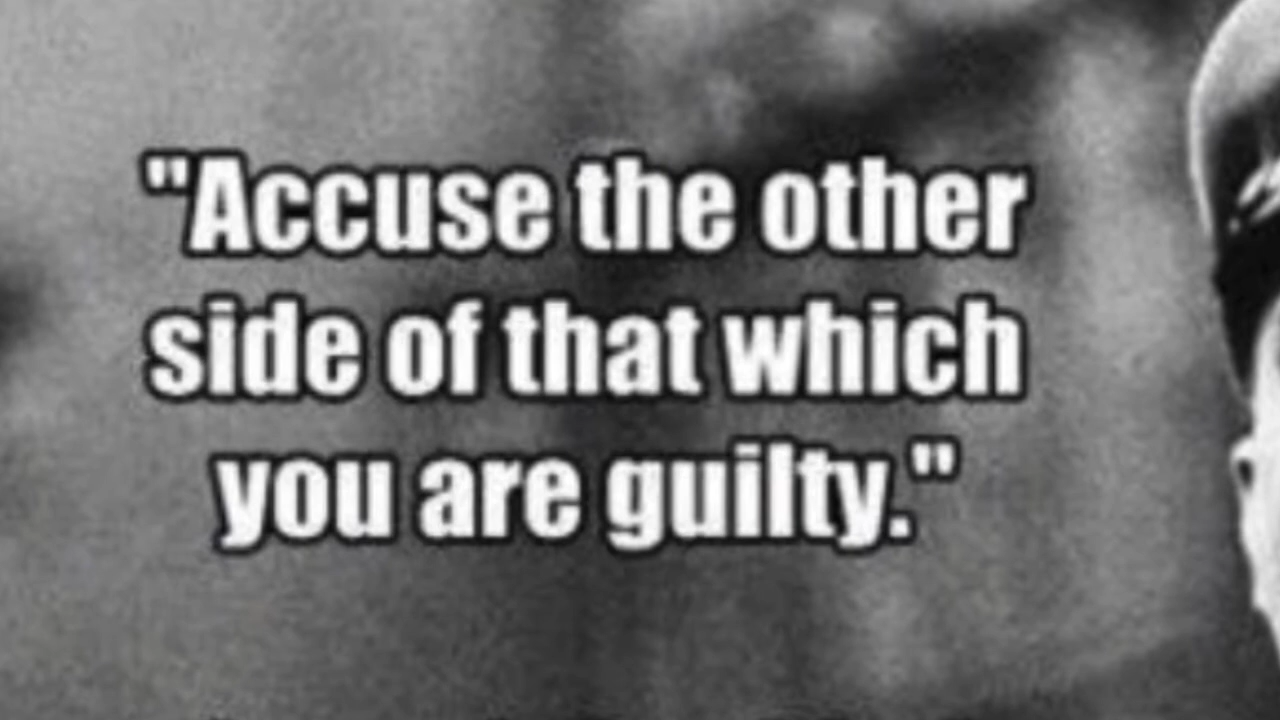 "Accuse the other
side of that which
you are guilty."